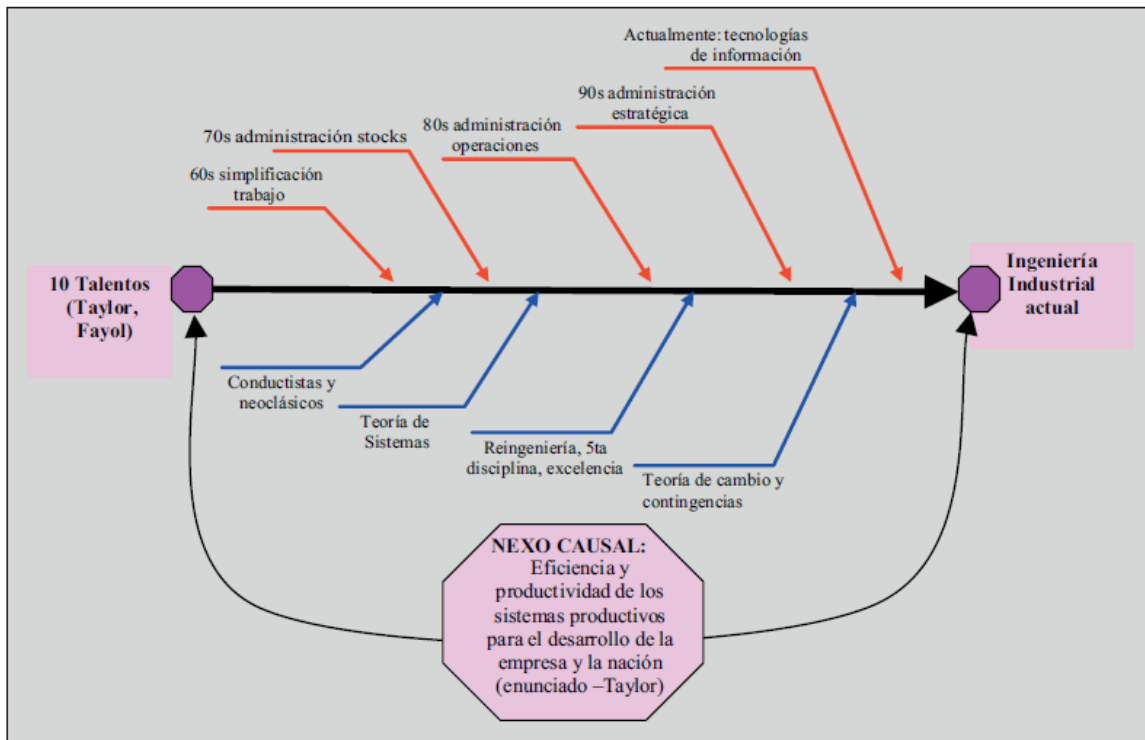 Actualmente: tecnologías
de información
90s administración
estratégica
80s administración
operaciones
70s administración stocks
60s simplificación
trabajo
10 Talentos
(Taylor,
Fayol)
Ingeniería
Industrial
actual
Conductistas y
neoclásicos
Teoría de
Sistemas
Reingeniería, 5ta
disciplina, excelencia
Teoría de cambio y
contingencias
NEXO CAUSAL:
Eficiencia y
productividad de los
sistemas productivos
para el desarrollo de la
empresa y la nación
(enunciado –Taylor)